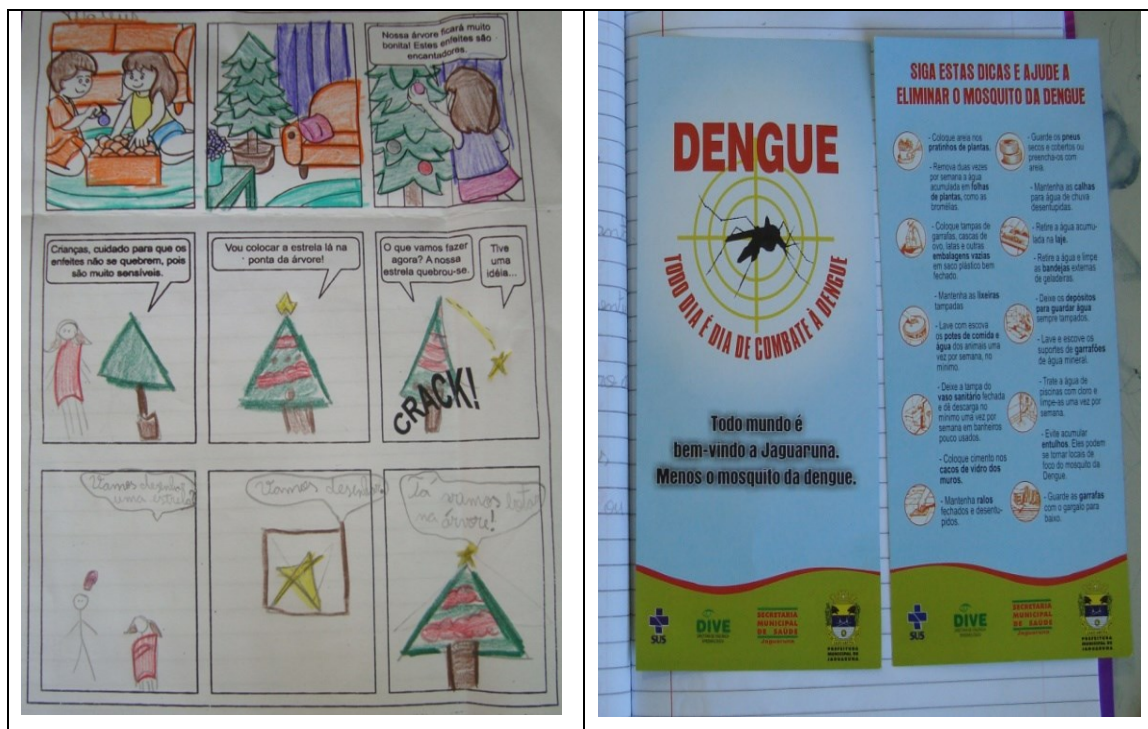 Nossa árvore ficará muito
bonita! Estes enfeites são
encantadores.
Crianças, cuidado para que os
enfeites não se quebrem, pois
são muito sensíveis.
Vou colocar a estrela lá na
ponta da árvore!
O que vamos fazer
agora? A nossa
estrela quebrou-se.
Tive
uma
idéia...
CRACK!
Vamos desenhar
uma estrela?
Vamos desenhar!
Tá vamos botar
na árvore!
DENGUE
TODO DIA É DIA DE COMBATE À DENGUE
Todo mundo é
bem-vindo a Jaguaruna.
Menos o mosquito da dengue.
SUS
DIVE
SECRETARIA
MUNICIPAL
DE SAÚDE
Jaguaruna
PREFEITURA
MUNICIPAL DE
JAGUARUNA
SIGA ESTAS DICAS E AJUDE A
ELIMINAR O MOSQUITO DA DENGUE
- Coloque areia nos
pratinhos de plantas.
- Remova duas vezes
por semana a água
acumulada em folhas
de plantas, como as
bromélias.
- Coloque tampas de
garrafas, cascas de
ovo, latas e outras
embalagens vazias
em saco plástico bem
fechado.
- Mantenha as lixeiras
tampadas
- Lave com escova
os potes de comida e
água dos animais uma
vez por semana, no
mínimo.
- Deixe a tampa do
vaso sanitário fechada
e dê descarga no
mínimo uma vez por
semana em banheiros
pouco usados.
- Coloque cimento nos
cacos de vidro dos
muros.
- Mantenha ralos
fechados e desentu-
pidos.
- Guarde os pneus
secos e cobertos ou
preencha-os com
areia.
- Mantenha as calhas
para água de chuva
desentupidas.
- Retire a água acumu-
lada na laje.
- Retire a água e limpe
as bandejas externas
de geladeiras.
- Deixe os depósitos
para guardar água
sempre tampados.
- Lave e escove os
suportes de garrafões
de água mineral.
- Trate a água de
piscinas com cloro e
limpe-as uma vez por
semana.
- Evite acumular
entulhos. Eles podem
se tornar locais de
foco do mosquito da
Dengue.
- Guarde as garrafas
com o gargalo para
baixo.
SUS
DIVE
SECRETARIA
MUNICIPAL
DE SAÚDE
Jaguaruna
PREFEITURA
MUNICIPAL DE
JAGUARUNA